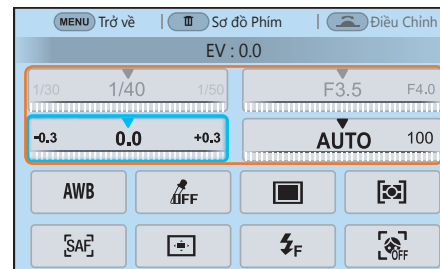 MENU Trở về | Sơ đồ Phím | Điều Chỉnh
EV : 0.0
1/30 1/40 1/50 F3.5 F4.0
-0.3 0.0 +0.3 AUTO 100
AWB OFF
SAF F OFF